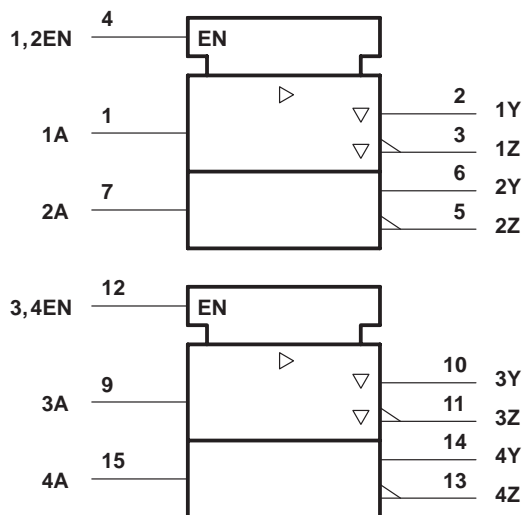 4
1,2EN EN
1 2 1Y
1A 3 1Z
7 6 2Y
2A 5 2Z
12
3,4EN EN
9 10 3Y
3A 11 3Z
15 14 4Y
4A 13 4Z